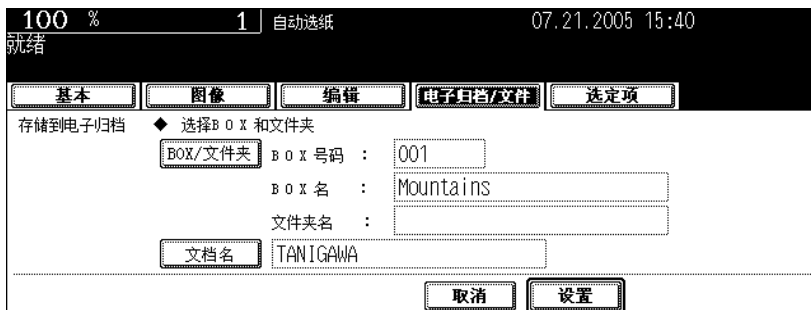 100 % 1 自动选纸 07.21.2005 15:40
就绪
基本 图像 编辑 电子归档/文件 选定项
存储到电子归档 ◆ 选择BOX和文件夹
BOX/文件夹 BOX号码 : 001
BOX名 : Mountains
文件夹名 :
文档名 TANIGAWA
取消 设置